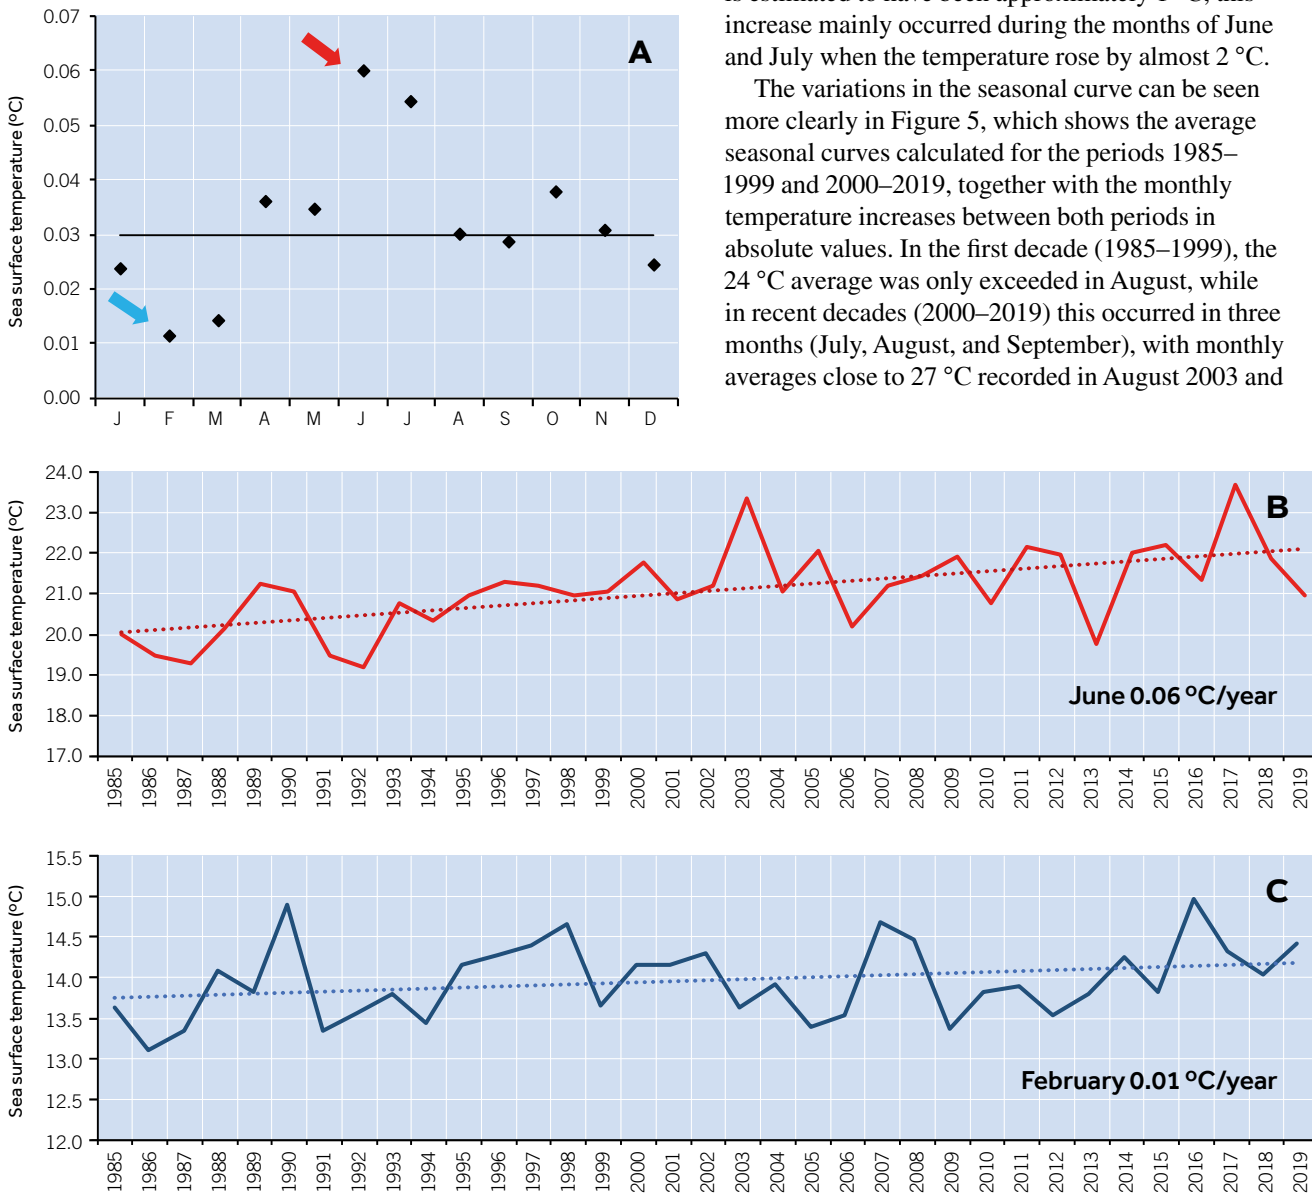 increase mainly occurred during the months of June
and July when the temperature rose by almost 2 °C.
The variations in the seasonal curve can be seen
more clearly in Figure 5, which shows the average
seasonal curves calculated for the periods 1985–
1999 and 2000–2019, together with the monthly
temperature increases between both periods in
absolute values. In the first decade (1985–1999), the
24 °C average was only exceeded in August, while
in recent decades (2000–2019) this occurred in three
months (July, August, and September), with monthly
averages close to 27 °C recorded in August 2003 and
A
Sea surface temperature (ºC)
0.07
0.06
0.05
0.04
0.03
0.02
0.01
0.00
J F M A M J J A S O N D
B
Sea surface temperature (ºC)
24.0
23.0
22.0
21.0
20.0
19.0
18.0
17.0
June 0.06 ºC/year
1985 1986 1987 1988 1989 1990 1991 1992 1993 1994 1995 1996 1997 1998 1999 2000 2001 2002 2003 2004 2005 2006 2007 2008 2009 2010 2011 2012 2013 2014 2015 2016 2017 2018 2019
C
Sea surface temperature (ºC)
15.5
15.0
14.5
14.0
13.5
13.0
12.5
12.0
February 0.01 ºC/year
1985 1986 1987 1988 1989 1990 1991 1992 1993 1994 1995 1996 1997 1998 1999 2000 2001 2002 2003 2004 2005 2006 2007 2008 2009 2010 2011 2012 2013 2014 2015 2016 2017 2018 2019